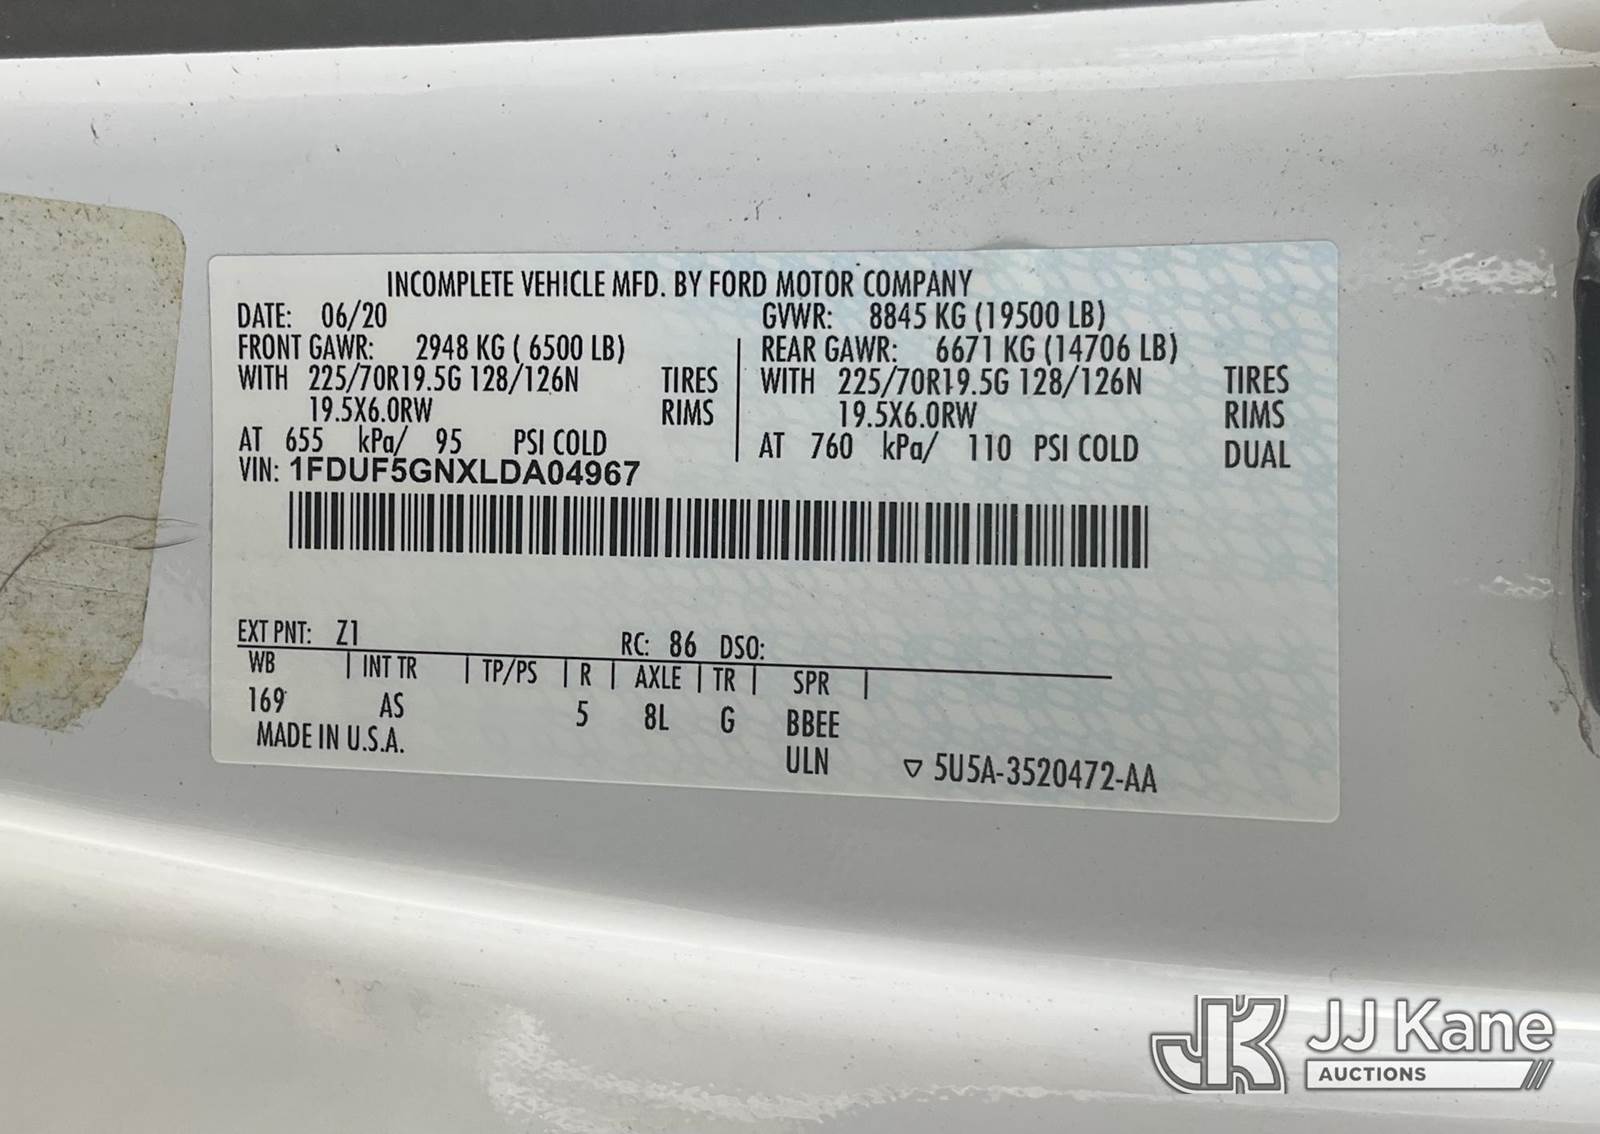 INCOMPLETE VEHICLE MFD. BY FORD MOTOR COMPANY
DATE: 06/20 GVWR: 8845 KG (19500 LB)
FRONT GAWR: 2948 KG ( 6500 LB) REAR GAWR: 6671 KG (14706 LB)
WITH 225/70R19.5G 128/126N TIRES WITH 225/70R19.5G 128/126N TIRES
19.5X6.0RW RIMS 19.5X6.0RW RIMS
AT 655 kPa/ 95 PSI COLD AT 760 kPa/ 110 PSI COLD DUAL
VIN: 1FDUF5GNXLDA04967
EXT PNT: Z1 RC: 86 DSO:
WB | INT TR | TP/PS | R | AXLE | TR | SPR |
169 AS 5 8L G BBEE
MADE IN U.S.A. ULN ▽ 5U5A-3520472-AA
JK JJ Kane
AUCTIONS